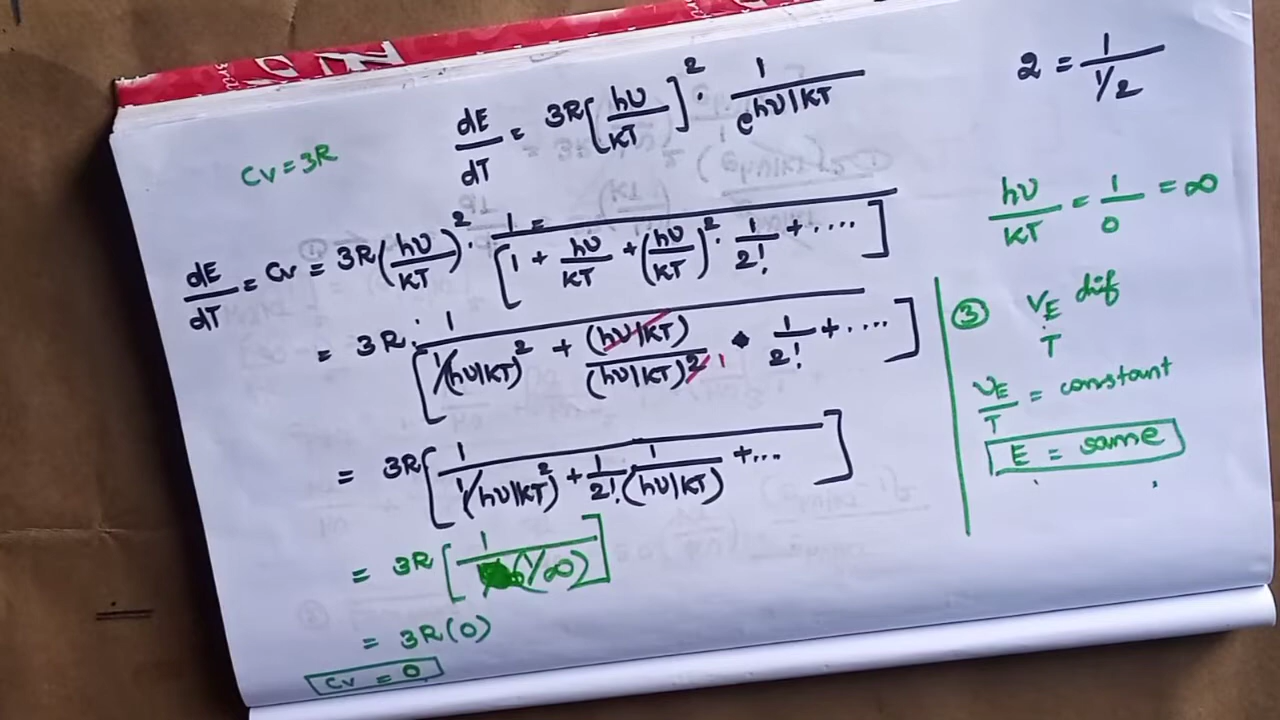 dE/dT = 3R[hυ/KT]² · 1/e^(hυ/KT)
2 = 1/(1/2)
Cv = 3R
hυ/KT = 1/0 = ∞
dE/dT = Cv = 3R(hυ/KT)² · 1/[1 + hυ/KT + (hυ/KT)² · 1/2! + ....]
= 3R · 1/[1/(hυ/KT)² + (hυ/KT)/(hυ/KT)² · 1/2! + ....]
= 3R[1/(1/(hυ/KT)² + 1/2! 1/(hυ/KT) + ...)]
= 3R[1/(1/∞)]
= 3R(0)
Cv = 0
③ νE dif
T
νE/T = constant
E = same